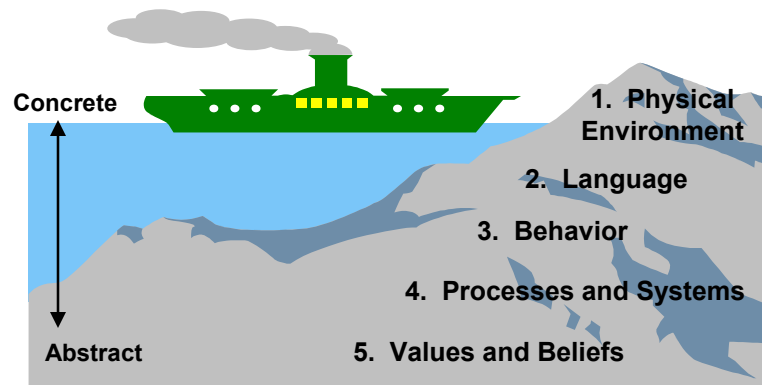 Concrete
1. Physical
Environment
2. Language
3. Behavior
4. Processes and Systems
Abstract
5. Values and Beliefs